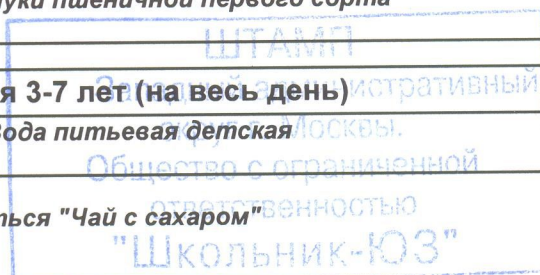 муки пшеничной первого сорта
ШТАМП
Западный административный
я 3-7 лет (на весь день)
округ г. Москвы.
Вода питьевая детская
Общество с ограниченной
ответственностью
ться "Чай с сахаром"
"Школьник-ЮЗ"